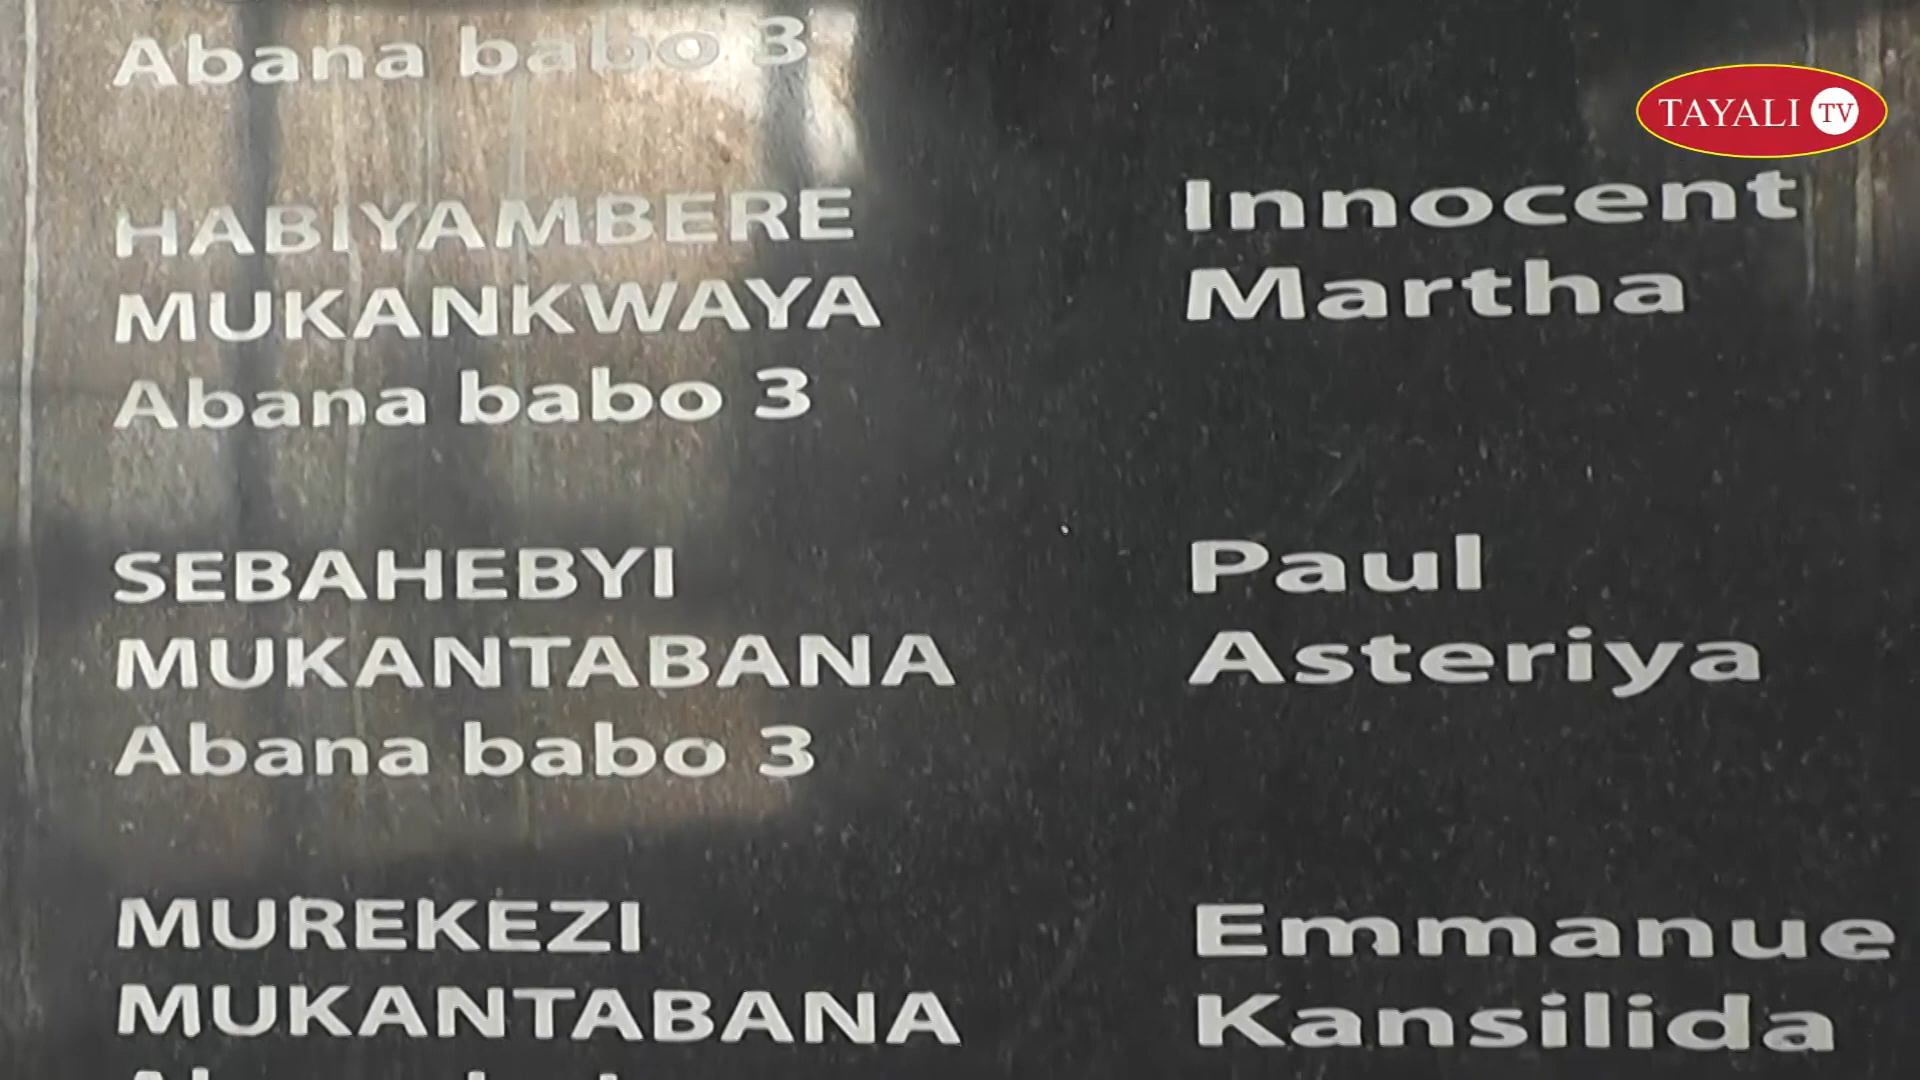 Abana babo 3
TAYALI TV
HABIYAMBERE Innocent
MUKANKWAYA Martha
Abana babo 3
SEBAHEBYI Paul
MUKANTABANA Asteriya
Abana babo 3
MUREKEZI Emmanue
MUKANTABANA Kansilida